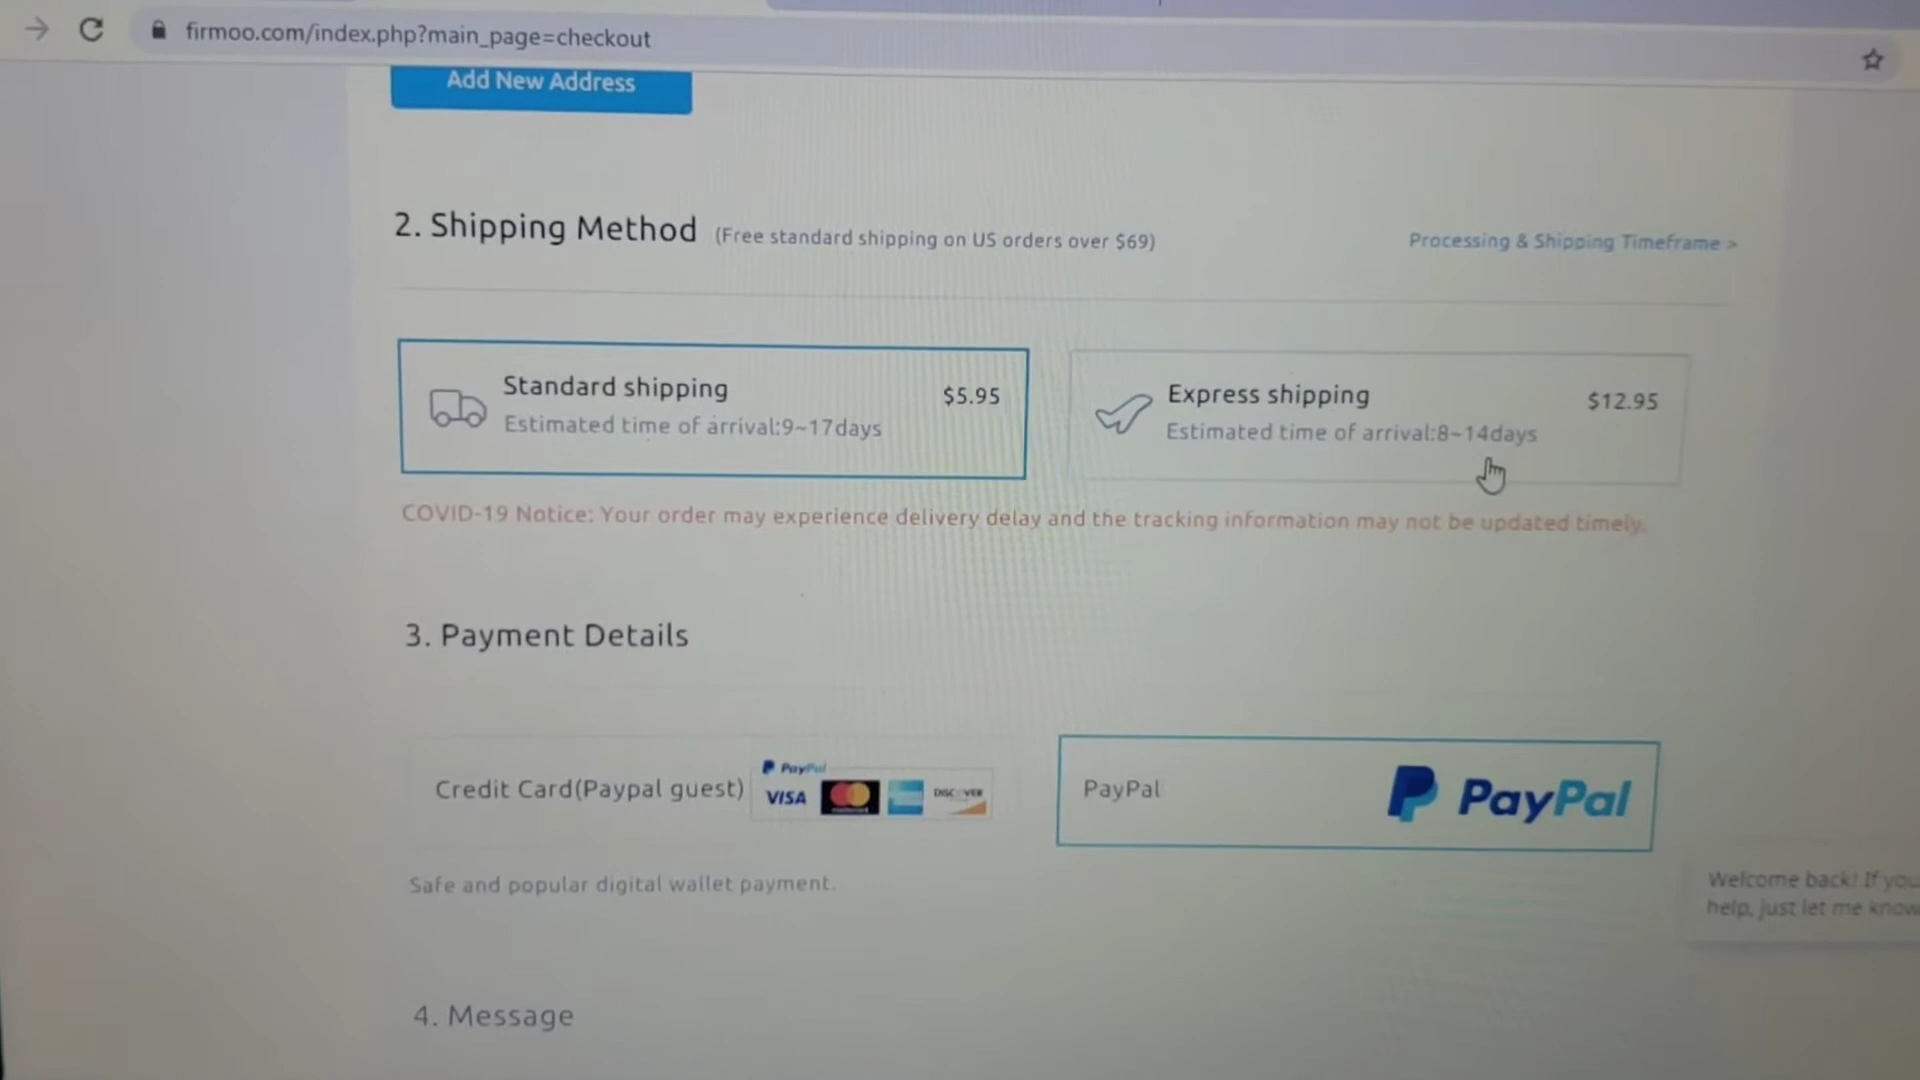 firmoo.com/index.php?main_page=checkout
Add New Address
2. Shipping Method (Free standard shipping on US orders over $69)
Processing & Shipping Timeframe >
Standard shipping $5.95
Estimated time of arrival:9~17days
Express shipping $12.95
Estimated time of arrival:8~14days
COVID-19 Notice: Your order may experience delivery delay and the tracking information may not be updated timely.
3. Payment Details
Credit Card(Paypal guest)
PayPal
VISA
DISCOVER
PayPal
PayPal
Safe and popular digital wallet payment.
Welcome back! If you
help, just let me know
4. Message